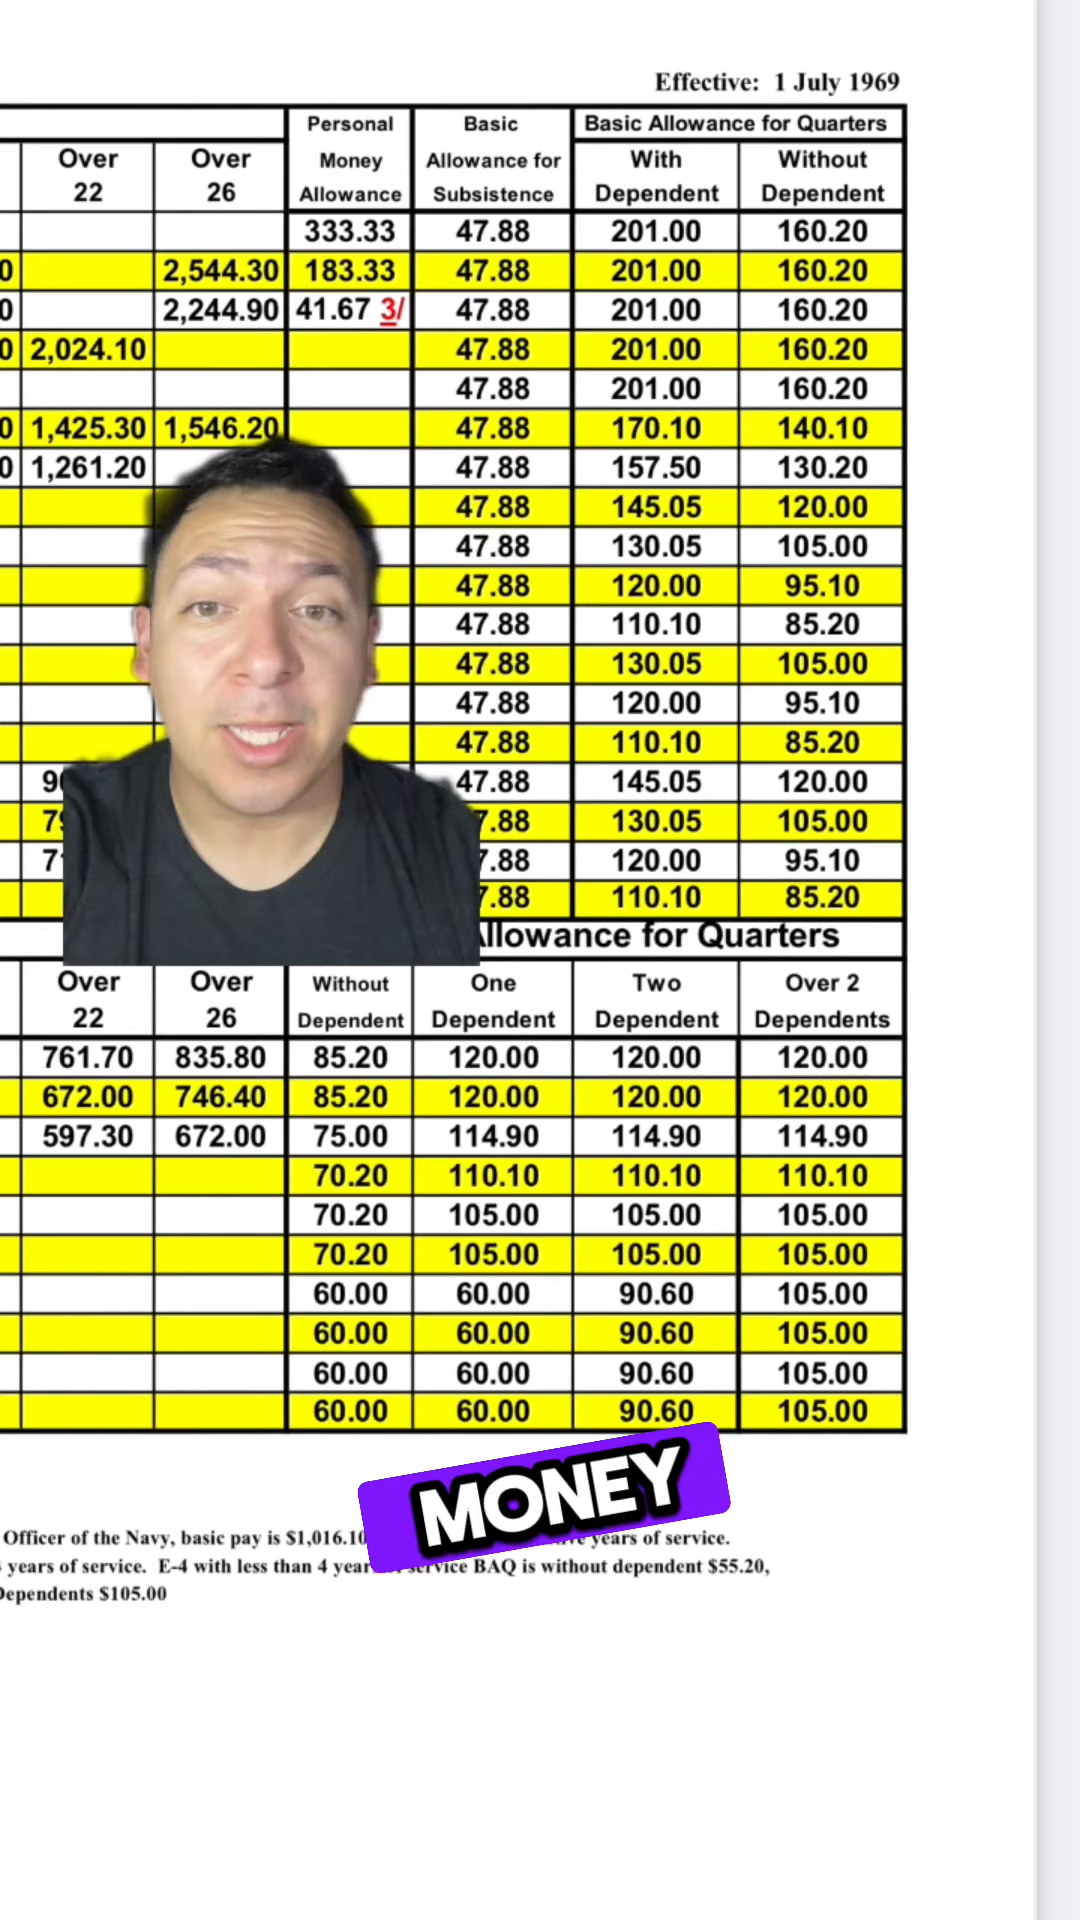 Effective: 1 July 1969
Personal Basic Basic Allowance for Quarters
Over Over Money Allowance for With Without
22 26 Allowance Subsistence Dependent Dependent
333.33 47.88 201.00 160.20
0 2,544.30 183.33 47.88 201.00 160.20
0 2,244.90 41.67 3/ 47.88 201.00 160.20
0 2,024.10 47.88 201.00 160.20
47.88 201.00 160.20
0 1,425.30 1,546.20 47.88 170.10 140.10
0 1,261.20 47.88 157.50 130.20
47.88 145.05 120.00
47.88 130.05 105.00
47.88 120.00 95.10
47.88 110.10 85.20
47.88 130.05 105.00
47.88 120.00 95.10
47.88 110.10 85.20
47.88 145.05 120.00
7.88 130.05 105.00
7.88 120.00 95.10
7.88 110.10 85.20
Allowance for Quarters
Over Over Without One Two Over 2
22 26 Dependent Dependent Dependent Dependents
761.70 835.80 85.20 120.00 120.00 120.00
672.00 746.40 85.20 120.00 120.00 120.00
597.30 672.00 75.00 114.90 114.90 114.90
70.20 110.10 110.10 110.10
70.20 105.00 105.00 105.00
70.20 105.00 105.00 105.00
60.00 60.00 90.60 105.00
60.00 60.00 90.60 105.00
60.00 60.00 90.60 105.00
60.00 60.00 90.60 105.00
MONEY
Officer of the Navy, basic pay is $1,016.10 years of service.
years of service. E-4 with less than 4 year service BAQ is without dependent $55.20,
Dependents $105.00